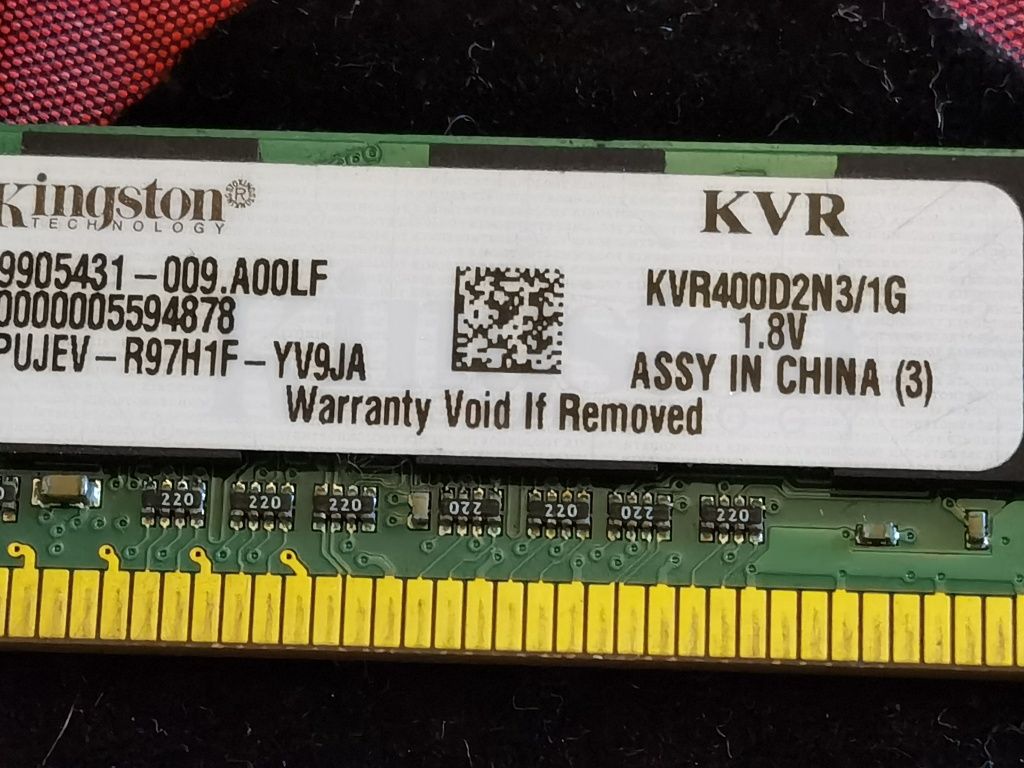 Kingston
TECHNOLOGY
KVR
9905431-009.A00LF
0000005594878
PUJEV-R97H1F-YV9JA
KVR400D2N3/1G
1.8V
ASSY IN CHINA (3)
Warranty Void If Removed
220
220
220
220
220
220
220